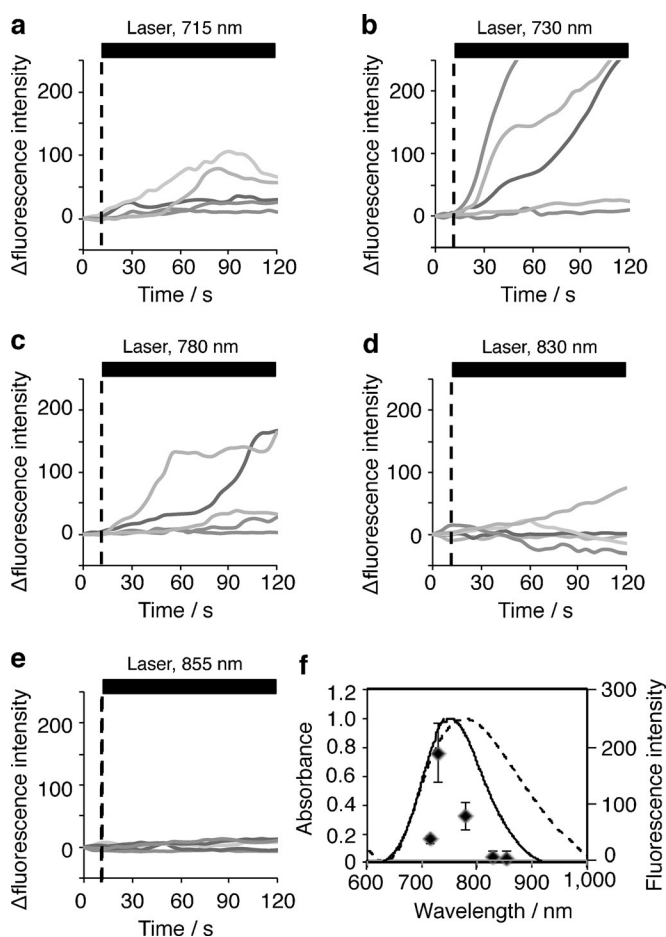 a
Laser, 715 nm
Δfluorescence intensity
200
100
0
0 30 60 90 120
Time / s
b
Laser, 730 nm
Δfluorescence intensity
200
100
0
0 30 60 90 120
Time / s
c
Laser, 780 nm
Δfluorescence intensity
200
100
0
0 30 60 90 120
Time / s
d
Laser, 830 nm
Δfluorescence intensity
200
100
0
0 30 60 90 120
Time / s
e
Laser, 855 nm
Δfluorescence intensity
200
100
0
0 30 60 90 120
Time / s
f
Absorbance
1.2
1.0
0.8
0.6
0.4
0.2
0
600 700 800 900 1,000
Wavelength / nm
300
200
100
0
Fluorescence intensity